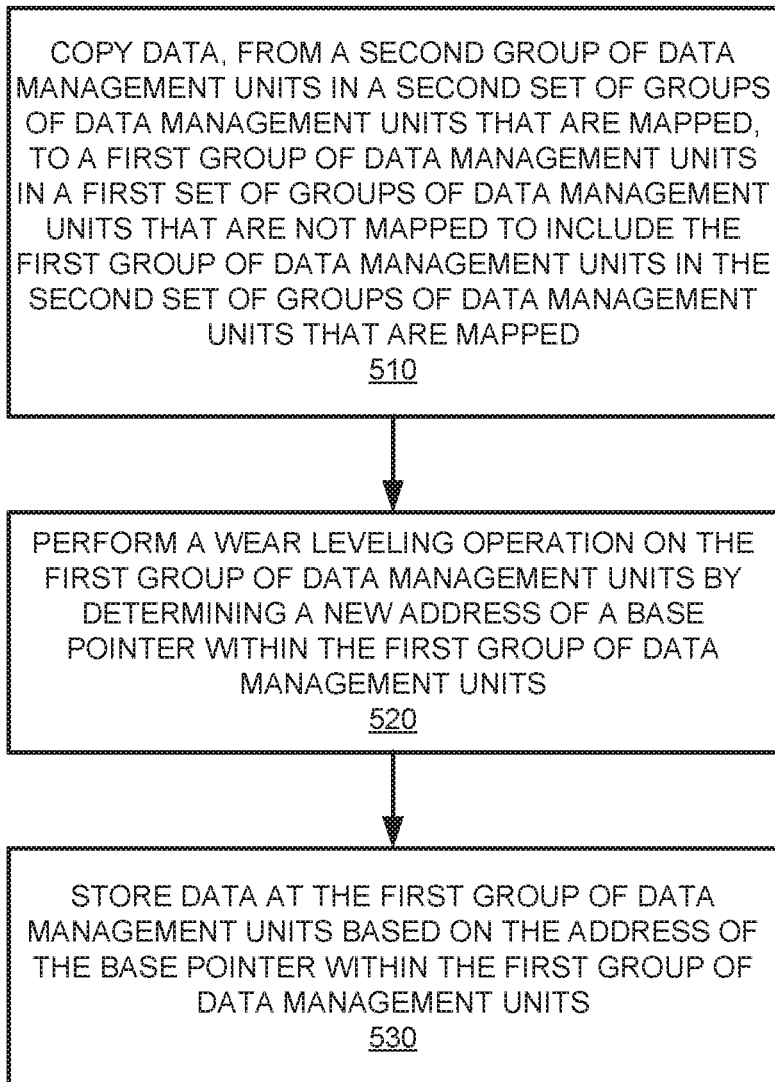 COPY DATA, FROM A SECOND GROUP OF DATA
MANAGEMENT UNITS IN A SECOND SET OF GROUPS
OF DATA MANAGEMENT UNITS THAT ARE MAPPED,
TO A FIRST GROUP OF DATA MANAGEMENT UNITS
IN A FIRST SET OF GROUPS OF DATA MANAGEMENT
UNITS THAT ARE NOT MAPPED TO INCLUDE THE
FIRST GROUP OF DATA MANAGEMENT UNITS IN THE
SECOND SET OF GROUPS OF DATA MANAGEMENT
UNITS THAT ARE MAPPED
510
PERFORM A WEAR LEVELING OPERATION ON THE
FIRST GROUP OF DATA MANAGEMENT UNITS BY
DETERMINING A NEW ADDRESS OF A BASE
POINTER WITHIN THE FIRST GROUP OF DATA
MANAGEMENT UNITS
520
STORE DATA AT THE FIRST GROUP OF DATA
MANAGEMENT UNITS BASED ON THE ADDRESS OF
THE BASE POINTER WITHIN THE FIRST GROUP OF
DATA MANAGEMENT UNITS
530